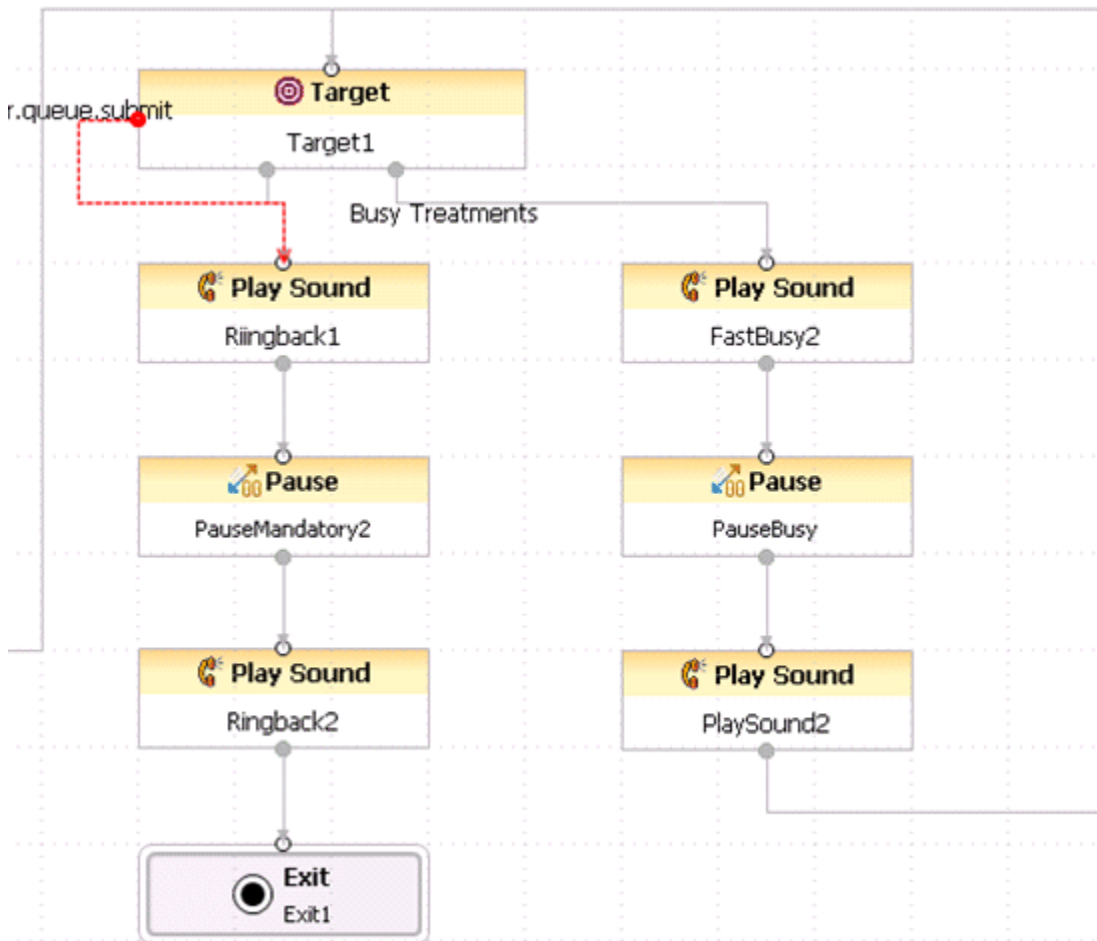 Target
r.queue.submit
Target1
Busy Treatments
Play Sound
Play Sound
Riingback1
FastBusy2
Pause
Pause
PauseMandatory2
PauseBusy
Play Sound
Play Sound
Ringback2
PlaySound2
Exit
Exit1